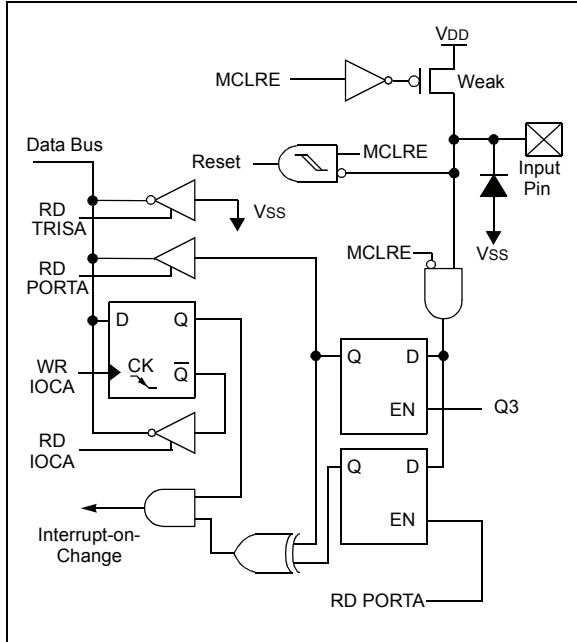 VDD
MCLRE
Weak
Data Bus
MCLRE
Reset
Input
Pin
RD
TRISA
VSS
VSS
RD
PORTA
MCLRE
D
Q
Q
D
WR
IOCA
CK
Q
EN
Q3
RD
IOCA
Q
D
EN
Interrupt-on-
Change
RD PORTA